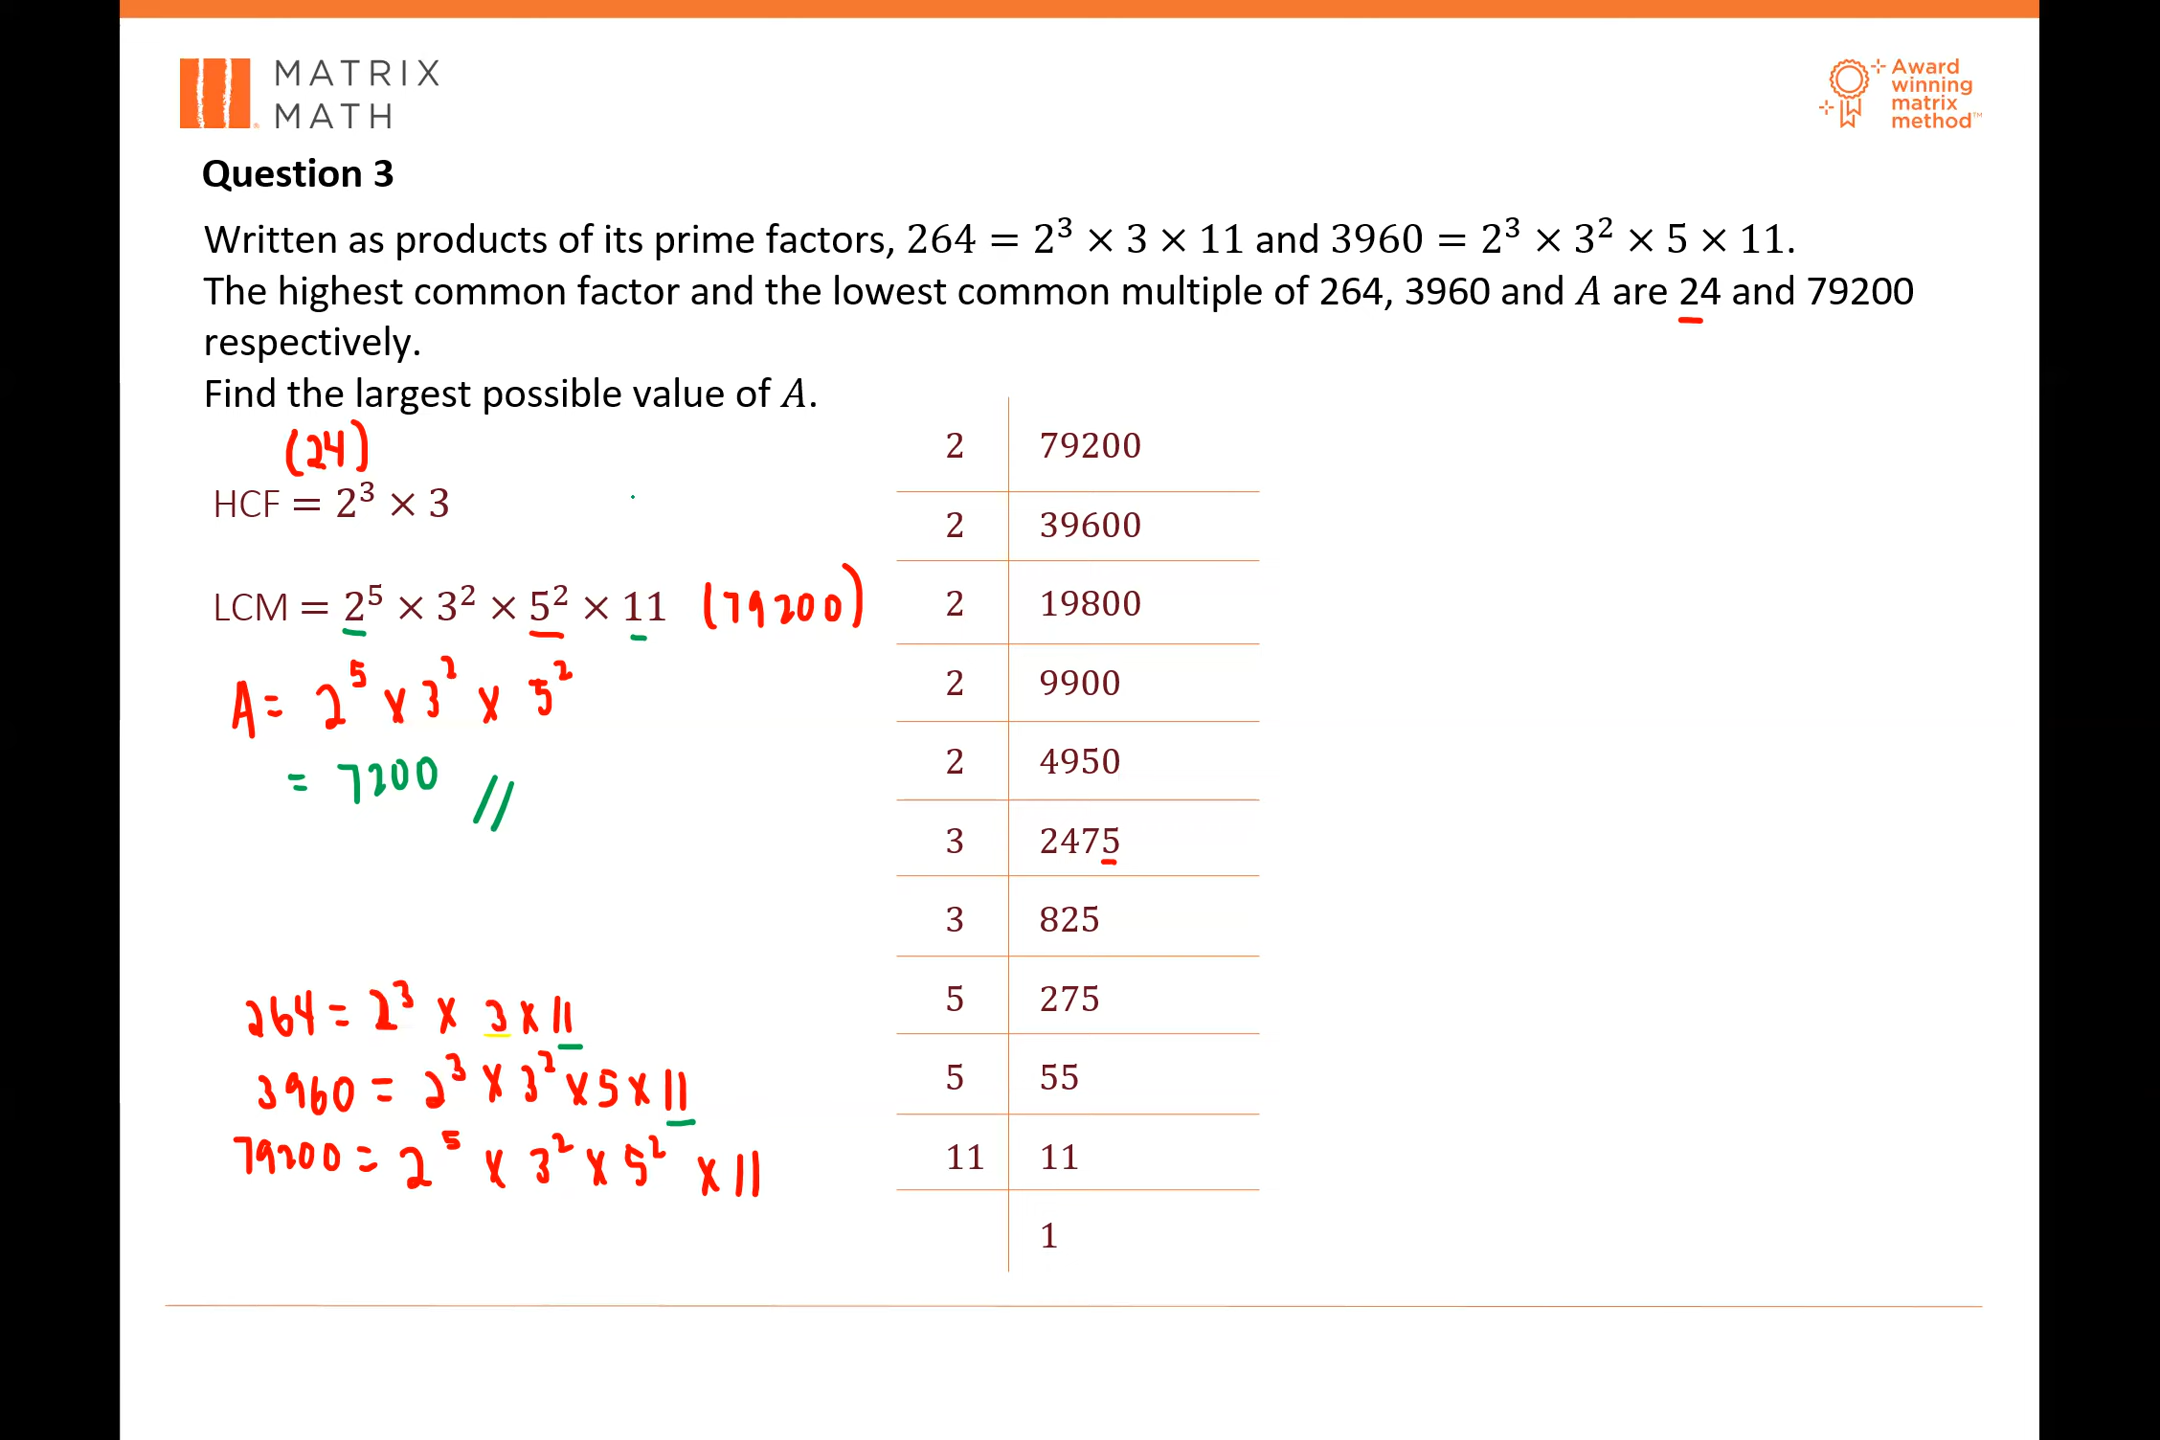 MATRIX
MATH
Award
winning
matrix
method™
Question 3
Written as products of its prime factors, 264 = 2³ × 3 × 11 and 3960 = 2³ × 3² × 5 × 11.
The highest common factor and the lowest common multiple of 264, 3960 and A are 24 and 79200
respectively.
Find the largest possible value of A.
(24)
HCF = 2³ × 3
LCM = 2⁵ × 3² × 5² × 11 (79200)
A = 2⁵ × 3² × 5²
= 7200 //
264 = 2³ × 3 × 11
3960 = 2³ × 3² × 5 × 11
79200 = 2⁵ × 3² × 5² × 11
2 79200
2 39600
2 19800
2 9900
2 4950
3 2475
3 825
5 275
5 55
11 11
1